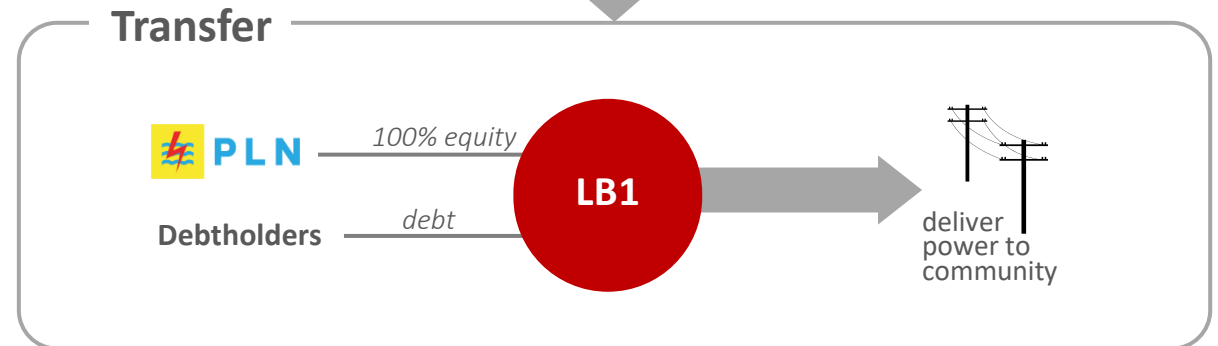 Transfer
PLN
100% equity
LB1
Debtholders
debt
deliver
power to
community